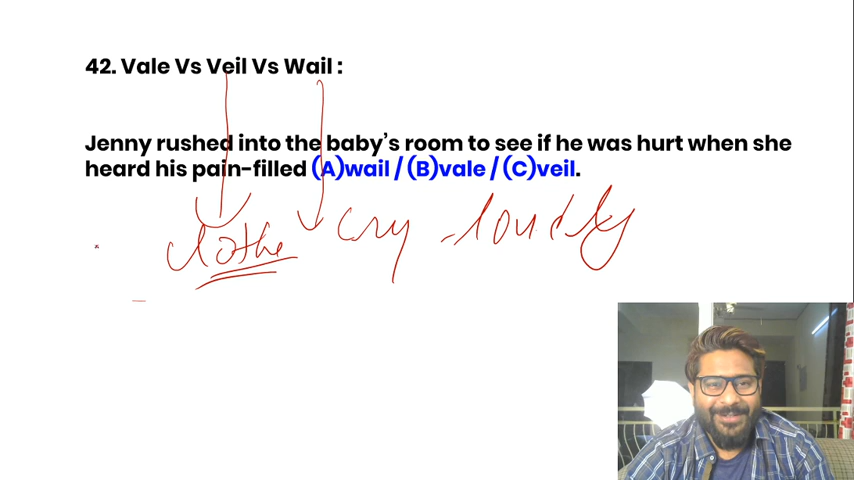 42. Vale Vs Veil Vs Wail :
Jenny rushed into the baby's room to see if he was hurt when she
heard his pain-filled (A)wail / (B)vale / (C)veil.
clothe cry loudly